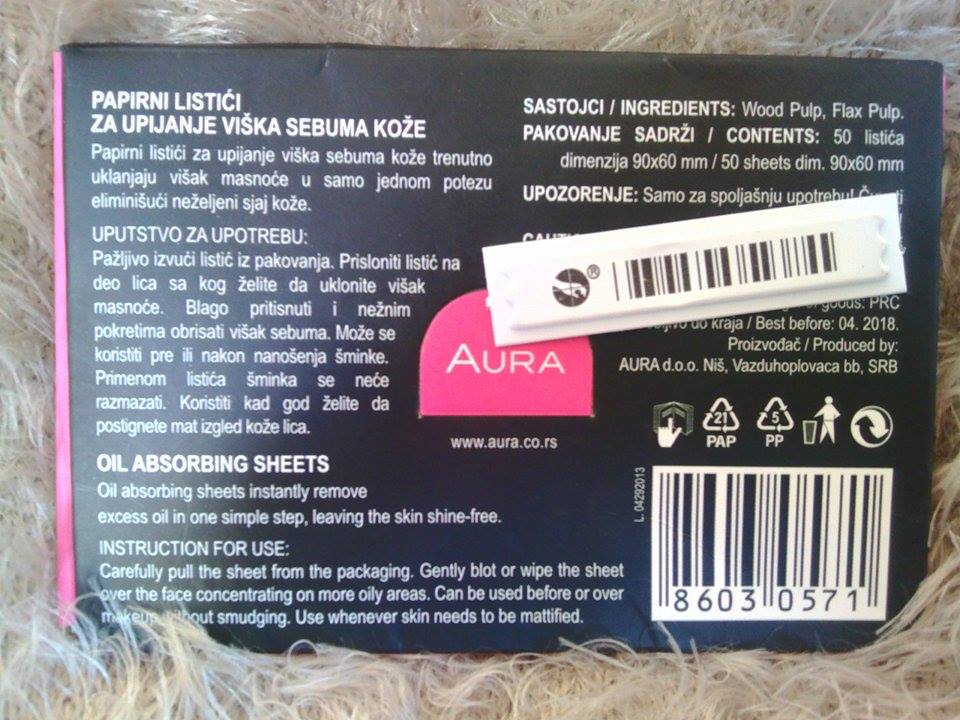 PAPIRNI LISTIĆI
ZA UPIJANJE VIŠKA SEBUMA KOŽE
Papirni listići za upijanje viška sebuma kože trenutno
uklanjaju višak masnoće u samo jednom potezu
eliminišući neželjeni sjaj kože.
UPUTSTVO ZA UPOTREBU:
Pažljivo izvući listić iz pakovanja. Prisloniti listić na
deo lica sa kog želite da uklonite višak
masnoće. Blago pritisnuti i nežnim
pokretima obrisati višak sebuma. Može se
koristiti pre ili nakon nanošenja šminke.
Primenom listića šminka se neće
razmazati. Koristiti kad god želite da
postignete mat izgled kože lica.
OIL ABSORBING SHEETS
Oil absorbing sheets instantly remove
excess oil in one simple step, leaving the skin shine-free.
INSTRUCTION FOR USE:
Carefully pull the sheet from the packaging. Gently blot or wipe the sheet
over the face concentrating on more oily areas. Can be used before or over
makeup without smudging. Use whenever skin needs to be mattified.
AURA
www.aura.co.rs
SASTOJCI / INGREDIENTS: Wood Pulp, Flax Pulp.
PAKOVANJE SADRŽI / CONTENTS: 50 listića
dimenzija 90x60 mm / 50 sheets dim. 90x60 mm
UPOZORENJE: Samo za spoljašnju upotrebu!
®
goods: PRC
do kraja / Best before: 04. 2018.
Proizvođač / Produced by:
AURA d.o.o. Niš, Vazduhoplovaca bb, SRB
21
PAP
5
PP
L. 04292013
8603 0571